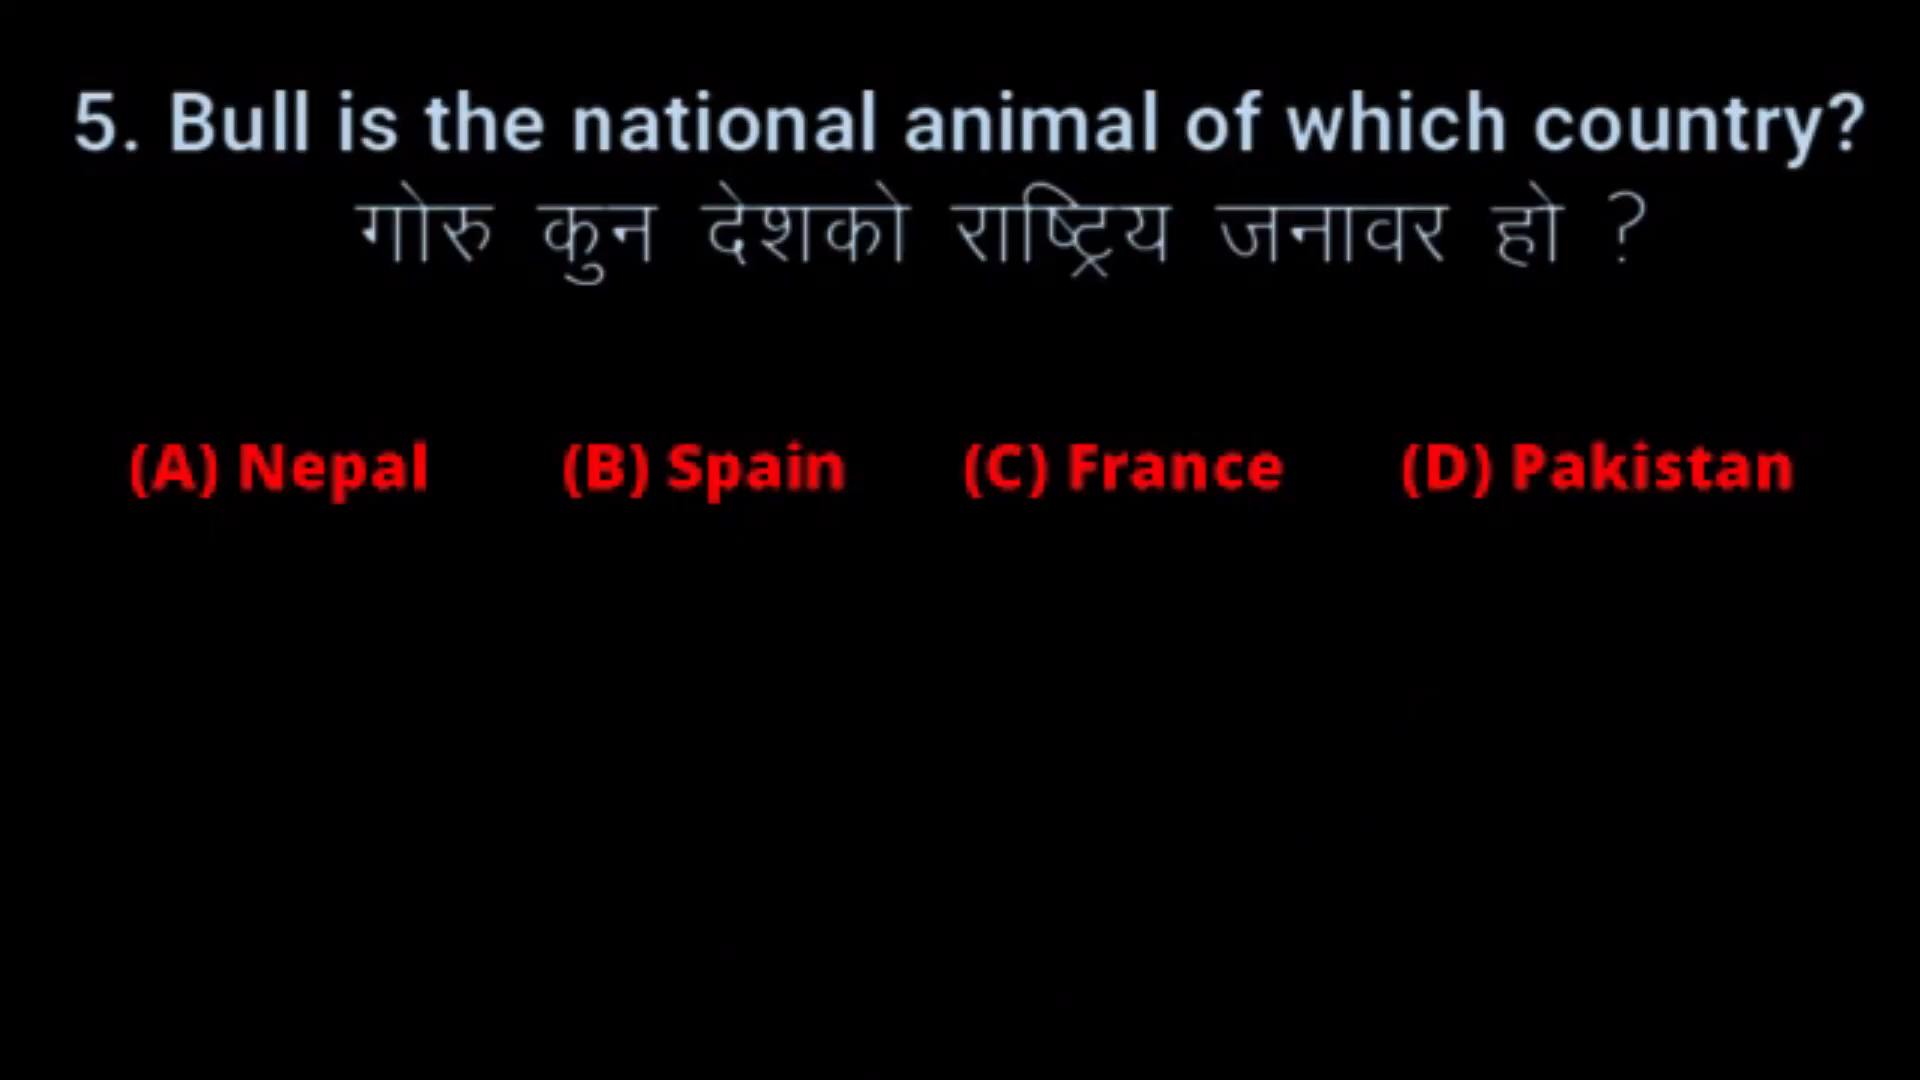 5. Bull is the national animal of which country?
गोरु कुन देशको राष्ट्रिय जनावर हो ?
(A) Nepal (B) Spain (C) France (D) Pakistan